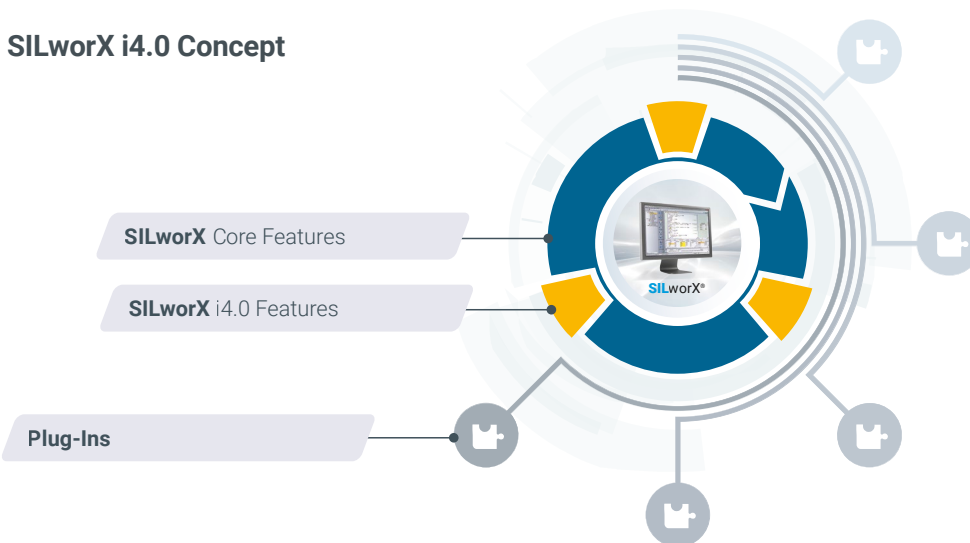 SILworX i4.0 Concept
SILworX Core Features
SILworX i4.0 Features
Plug-Ins
SILworX®